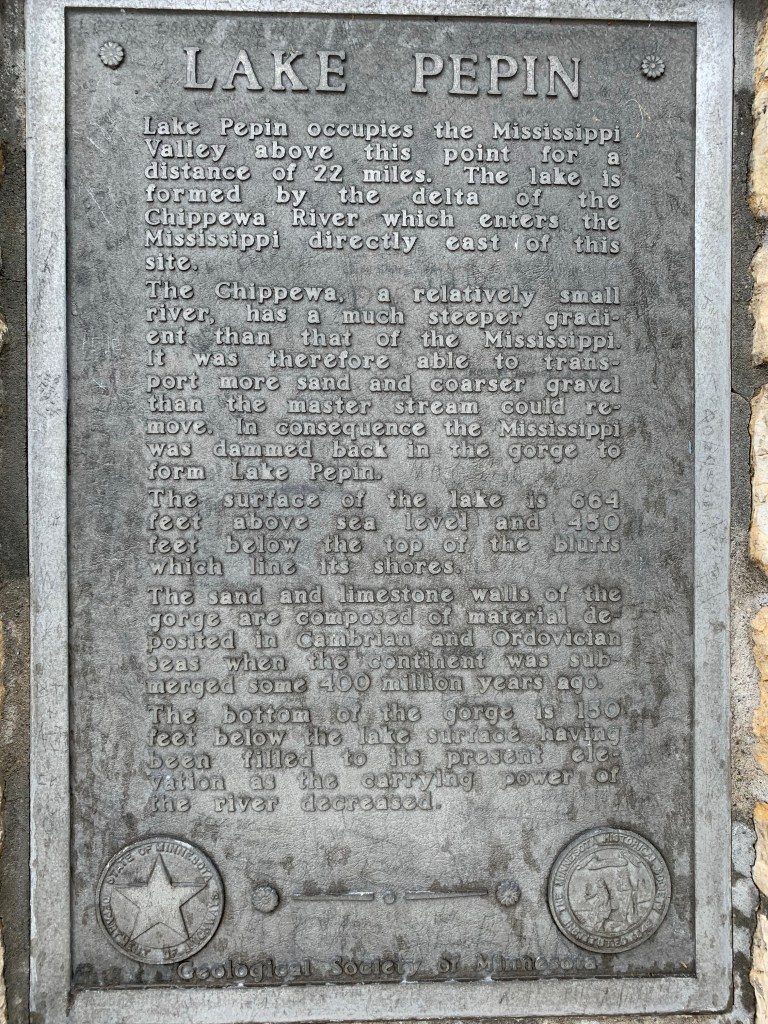 LAKE PEPIN
Lake Pepin occupies the Mississippi
Valley above this point for a
distance of 22 miles. The lake is
formed by the delta of the
Chippewa River which enters the
Mississippi directly east of this
site.
The Chippewa, a relatively small
river, has a much steeper gradi-
ent than that of the Mississippi.
It was therefore able to trans-
port more sand and coarser gravel
than the master stream could re-
move. In consequence the Mississippi
was dammed back in the gorge to
form Lake Pepin.
The surface of the lake is 664
feet above sea level and 450
feet below the top of the bluffs
which line its shores.
The sand and limestone walls of the
gorge are composed of material de-
posited in Cambrian and Ordovician
seas when the continent was sub-
merged some 400 million years ago.
The bottom of the gorge is 150
feet below the lake surface having
been filled to its present ele-
vation as the carrying power of
the river decreased.
STATE OF MINNESOTA
THE MINNESOTA HISTORICAL SOCIETY
Geological Society of Minnesota